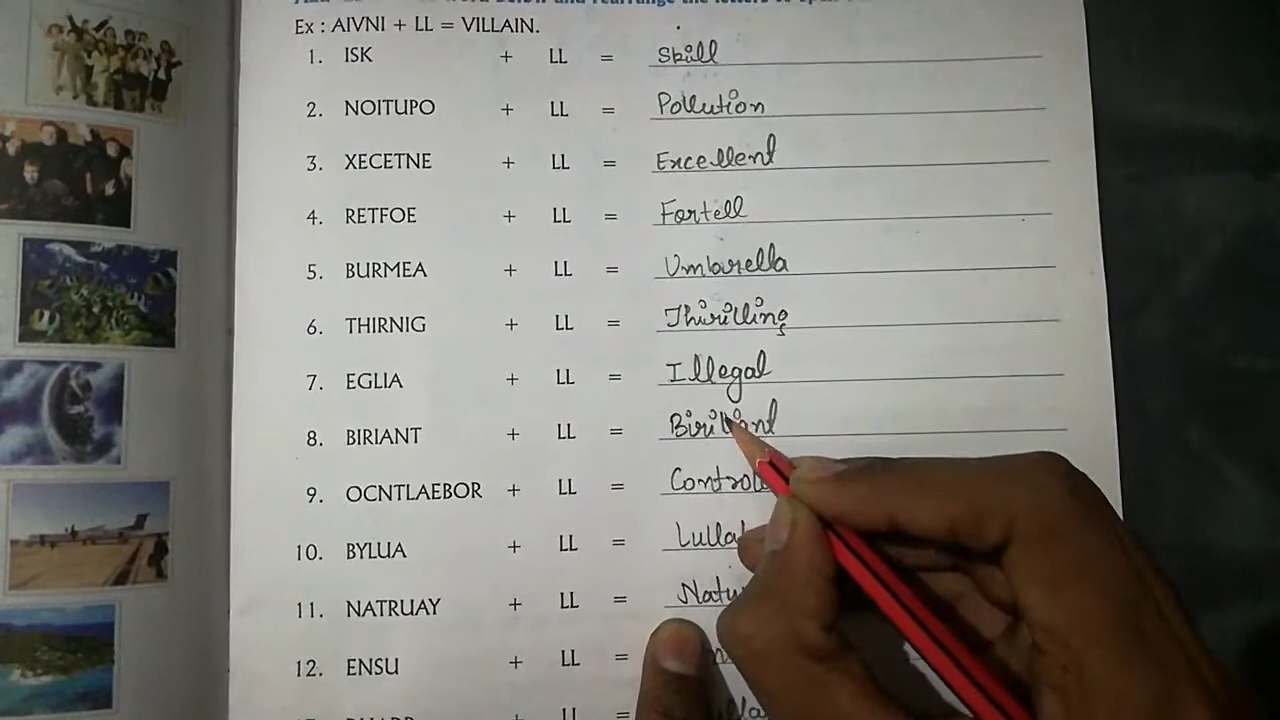 Ex : AIVNI + LL = VILLAIN.
1. ISK + LL = Skill
2. NOITUPO + LL = Pollution
3. XECETNE + LL = Excellent
4. RETFOE + LL = Fortell
5. BURMEA + LL = Umbrella
6. THIRNIG + LL = Thirilling
7. EGLIA + LL = Illegal
8. BIRIANT + LL = Birilliant
9. OCNTLAEBOR + LL =
10. BYLUA + LL =
11. NATRUAY + LL =
12. ENSU + LL =